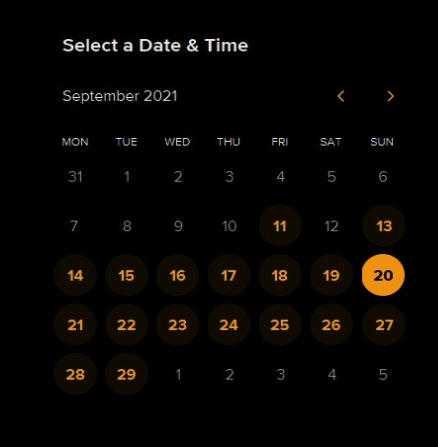 Select a Date & Time
September 2021
MON TUE WED THU FRI SAT SUN
31 1 2 3 4 5 6
7 8 9 10 11 12 13
14 15 16 17 18 19 20
21 22 23 24 25 26 27
28 29 1 2 3 4 5